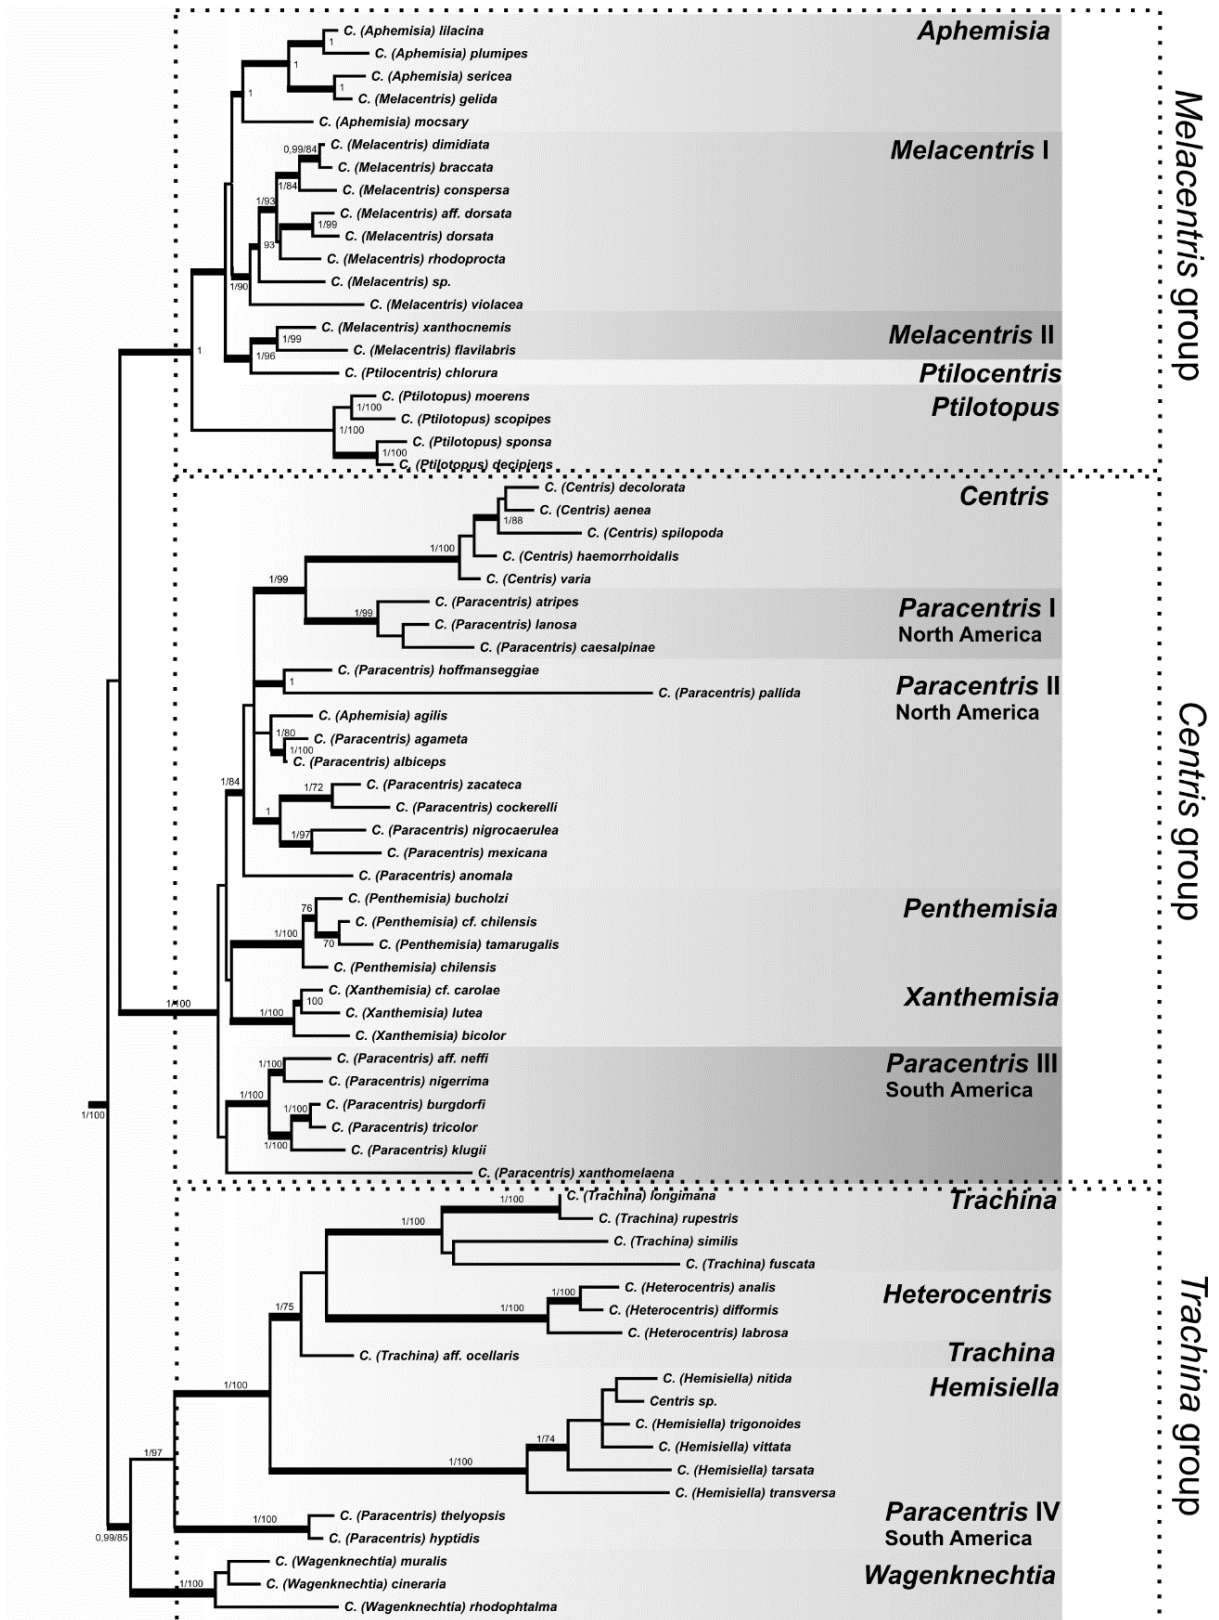 C. (Aphemisia) lilacina
Aphemisia
1
C. (Aphemisia) plumipes
1
C. (Aphemisia) sericea
1
C. (Melacentris) gelida
1
C. (Aphemisia) mocsary
C. (Melacentris) dimidiata
0,99/84
Melacentris I
C. (Melacentris) braccata
1/84
C. (Melacentris) conspersa
1/93
C. (Melacentris) aff. dorsata
1/99
C. (Melacentris) dorsata
93
C. (Melacentris) rhodoprocta
C. (Melacentris) sp.
1/90
C. (Melacentris) violacea
C. (Melacentris) xanthocnemis
1/99
Melacentris II
C. (Melacentris) flavilabris
1/96
C. (Ptilocentris) chlorura
Ptilocentris
1
C. (Ptilotopus) moerens
1/100
Ptilotopus
C. (Ptilotopus) scopipes
1/100
C. (Ptilotopus) sponsa
1/100
C. (Ptilotopus) decipiens
Melacentris group
C. (Centris) decolorata
Centris
C. (Centris) aenea
1/88
C. (Centris) spilopoda
1/100
C. (Centris) haemorrhoidalis
C. (Centris) varia
1/99
C. (Paracentris) atripes
Paracentris I
1/99
C. (Paracentris) lanosa
North America
C. (Paracentris) caesalpinae
C. (Paracentris) hoffmanseggiae
1
Paracentris II
C. (Paracentris) pallida
North America
C. (Aphemisia) agilis
1/80
C. (Paracentris) agameta
1/100
C. (Paracentris) albiceps
1/84
C. (Paracentris) zacateca
1/72
C. (Paracentris) cockerelli
1
C. (Paracentris) nigrocaerulea
1/97
C. (Paracentris) mexicana
C. (Paracentris) anomala
C. (Penthemisia) bucholzi
76
Penthemisia
C. (Penthemisia) cf. chilensis
1/100
70
C. (Penthemisia) tamarugalis
C. (Penthemisia) chilensis
C. (Xanthemisia) cf. carolae
100
Xanthemisia
1/100
C. (Xanthemisia) lutea
1/100
C. (Xanthemisia) bicolor
C. (Paracentris) aff. neffi
1/100
Paracentris III
C. (Paracentris) nigerrima
South America
1/100
C. (Paracentris) burgdorfi
1/100
C. (Paracentris) tricolor
1/100
C. (Paracentris) klugii
1/100
C. (Paracentris) xanthomelaena
Centris group
C. (Trachina) longimana
1/100
Trachina
C. (Trachina) rupestris
1/100
C. (Trachina) similis
C. (Trachina) fuscata
C. (Heterocentris) analis
1/100
Heterocentris
C. (Heterocentris) difformis
1/100
1/75
C. (Heterocentris) labrosa
C. (Trachina) aff. ocellaris
Trachina
C. (Hemisiella) nitida
Hemisiella
1/100
Centris sp.
C. (Hemisiella) trigonoides
C. (Hemisiella) vittata
1/74
1/97
1/100
C. (Hemisiella) tarsata
C. (Hemisiella) transversa
C. (Paracentris) thelyopsis
Paracentris IV
1/100
C. (Paracentris) hyptidis
South America
0,99/85
C. (Wagenknechtia) muralis
Wagenknechtia
1/100
C. (Wagenknechtia) cineraria
C. (Wagenknechtia) rhodophtalma
Trachina group